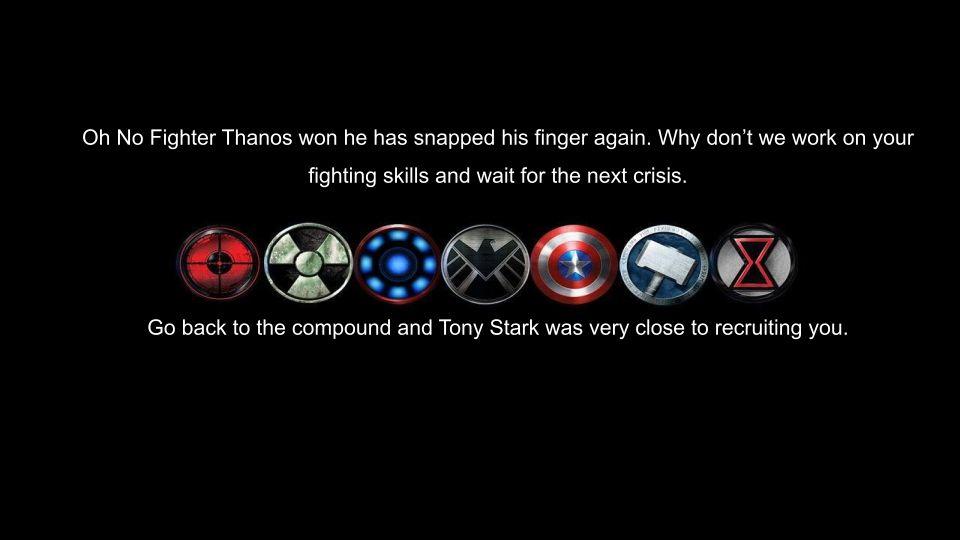 Oh No Fighter Thanos won he has snapped his finger again. Why don’t we work on your
fighting skills and wait for the next crisis.
Go back to the compound and Tony Stark was very close to recruiting you.